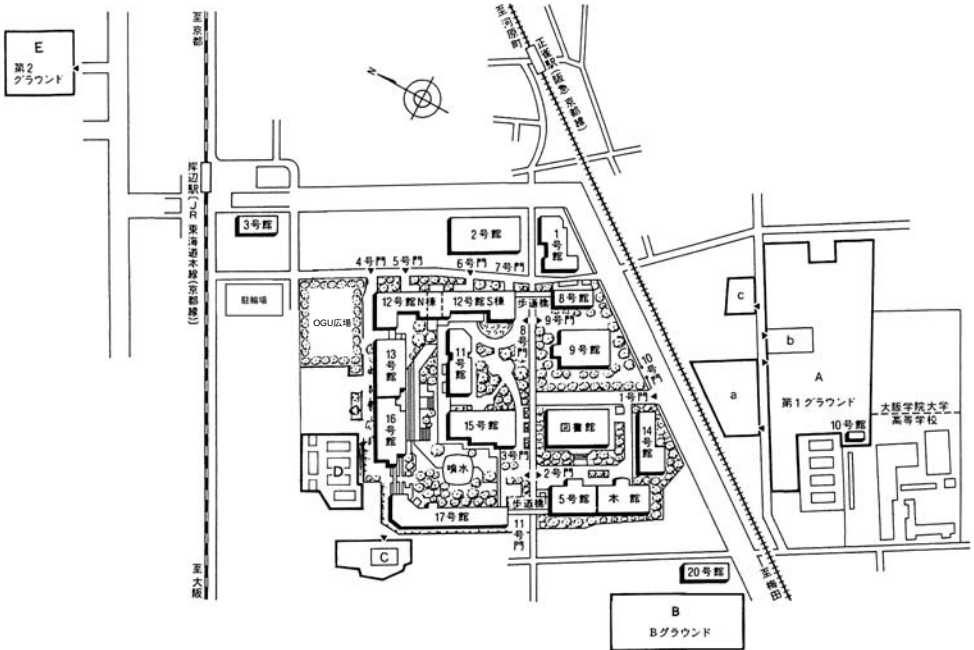 至京都
至河原町
正雀駅(阪急 京都線)
E
第2
グラウンド
N
岸辺駅(JR 東海道本線(京都線))
3号館
2号館
1号館
4号門
5号門
6号門
7号門
駐輪場
OGU広場
12号館N棟
12号館S棟
歩道橋
8号館
8号門
9号門
9号館
10号門
13号館
11号館
c
b
a
A
第1グラウンド
10号館
大阪学院大学
高等学校
1号門
16号館
15号館
図書館
14号館
3号門
2号門
D
噴水
5号館
本館
17号館
歩道橋
11号門
C
至大阪
20号館
至梅田
B
Bグラウンド